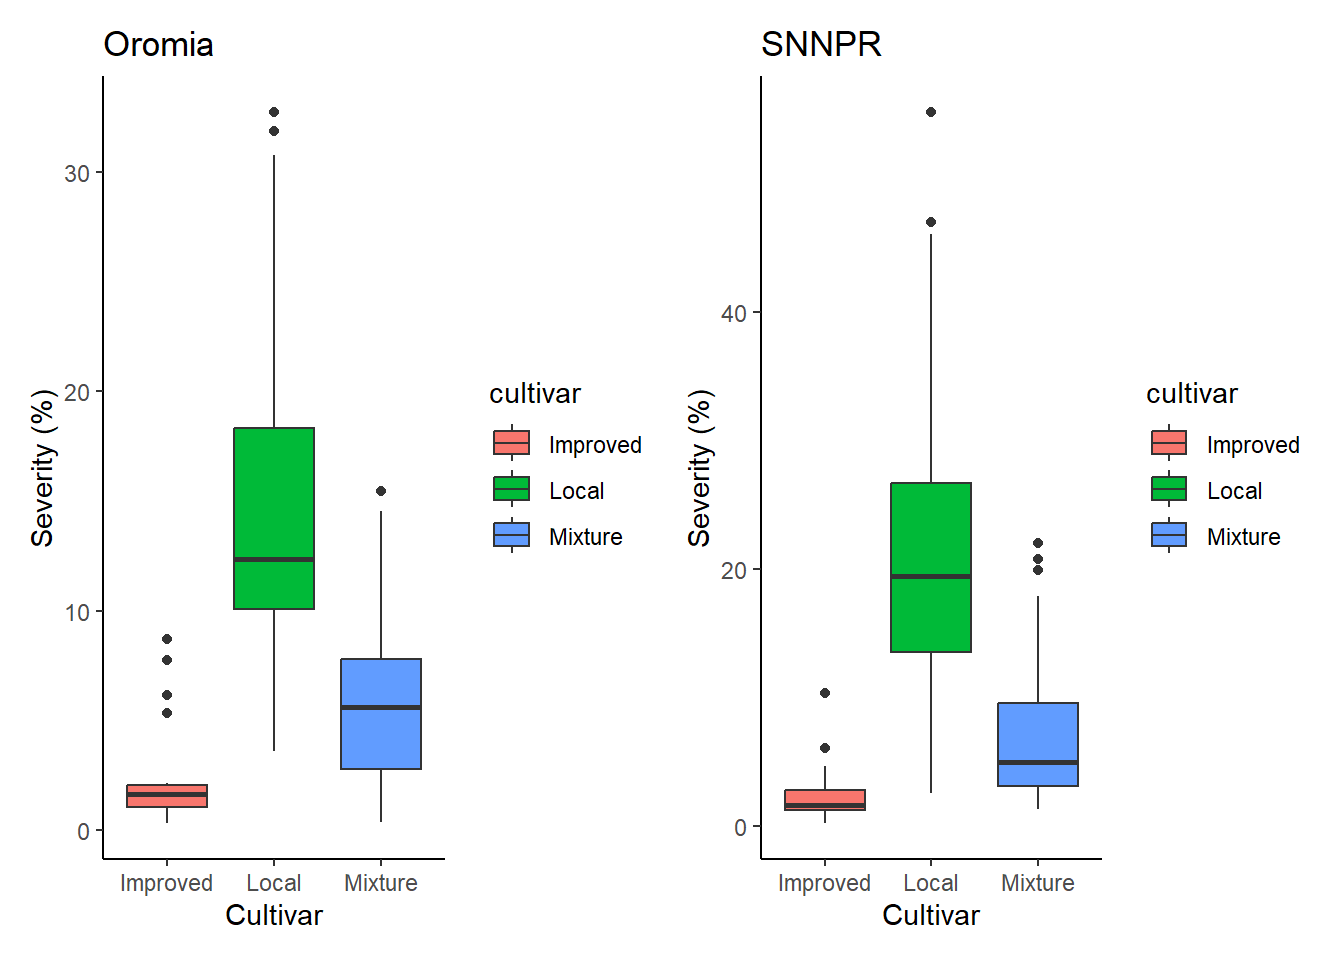 Oromia
30
20
10
0
Severity (%)
Improved Local Mixture
Cultivar
cultivar
Improved
Local
Mixture
SNNPR
40
20
0
Severity (%)
Improved Local Mixture
Cultivar
cultivar
Improved
Local
Mixture